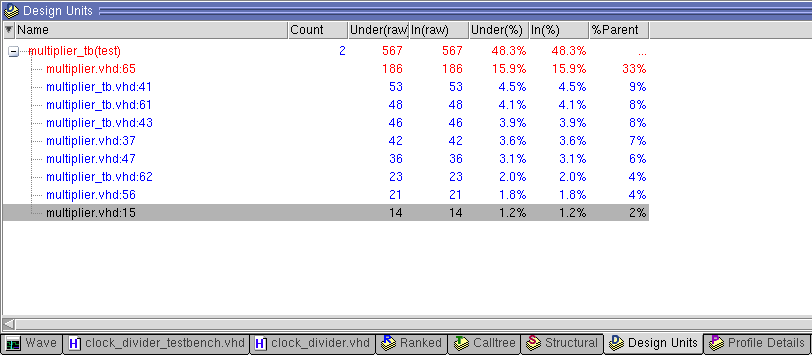 Design Units
Name Count Under(raw) In(raw) Under(%) In(%) %Parent
multiplier_tb(test) 2 567 567 48.3% 48.3% ...
multiplier.vhd:65 186 186 15.9% 15.9% 33%
multiplier_tb.vhd:41 53 53 4.5% 4.5% 9%
multiplier_tb.vhd:61 48 48 4.1% 4.1% 8%
multiplier_tb.vhd:43 46 46 3.9% 3.9% 8%
multiplier.vhd:37 42 42 3.6% 3.6% 7%
multiplier.vhd:47 36 36 3.1% 3.1% 6%
multiplier_tb.vhd:62 23 23 2.0% 2.0% 4%
multiplier.vhd:56 21 21 1.8% 1.8% 4%
multiplier.vhd:15 14 14 1.2% 1.2% 2%
Wave H clock_divider_testbench.vhd H clock_divider.vhd R Ranked T Calltree S Structural D Design Units P Profile Details